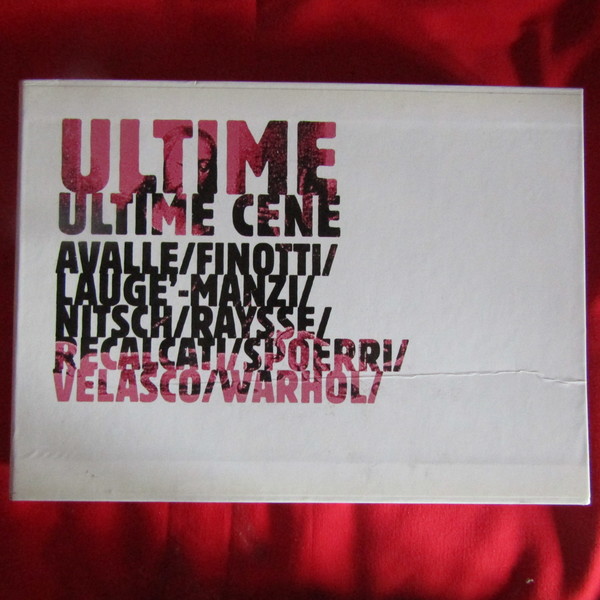 ULTIME
ULTIME CENE
AVALLE/FINOTTI/
LAUGE'-MANZI/
NITSCH/RAYSSE/
RECALCATI/SPOERRI/
VELASCO/WARHOL/